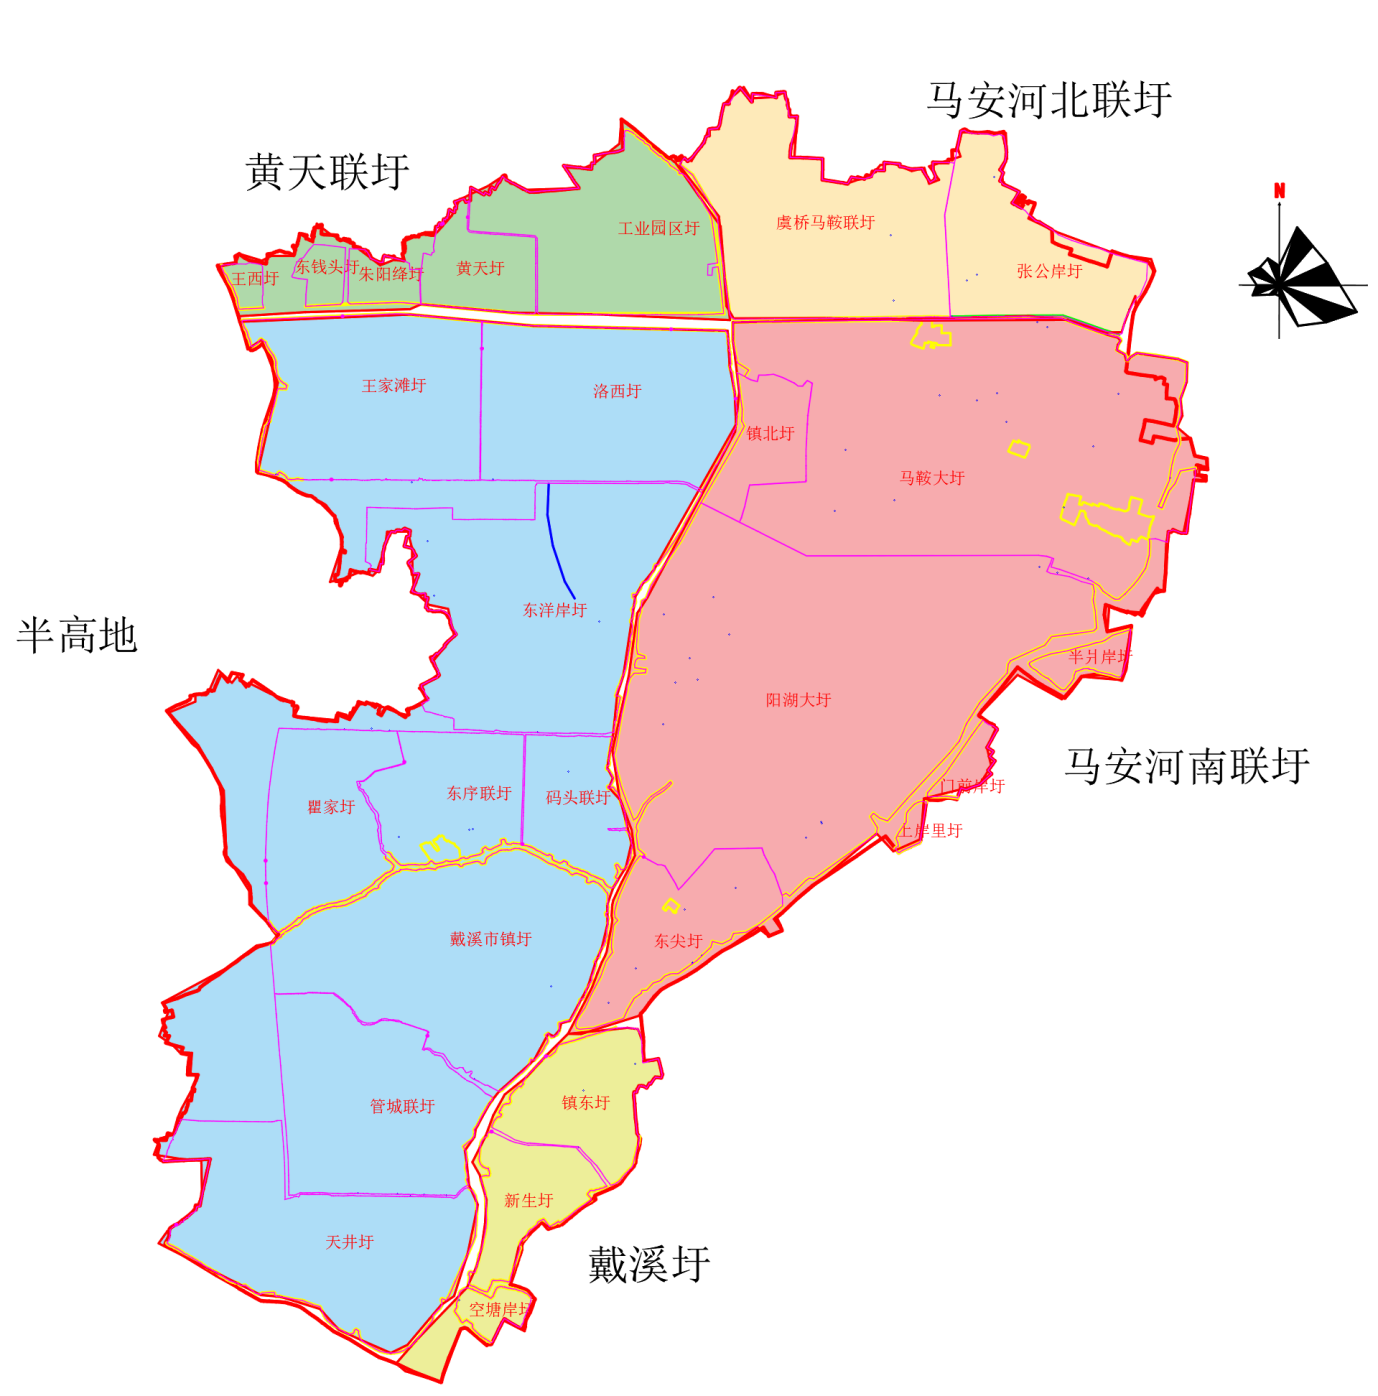 马安河北联圩
黄天联圩
N
虞桥马鞍联圩
工业园区圩
张公岸圩
王西圩
东钱头圩
朱阳绛圩
黄天圩
王家滩圩
洛西圩
镇北圩
马鞍大圩
东洋岸圩
半高地
半爿岸圩
阳湖大圩
马安河南联圩
门前岸圩
瞿家圩
东序联圩
码头联圩
上岸里圩
戴溪市镇圩
东尖圩
管城联圩
镇东圩
新生圩
天井圩
戴溪圩
空塘岸圩